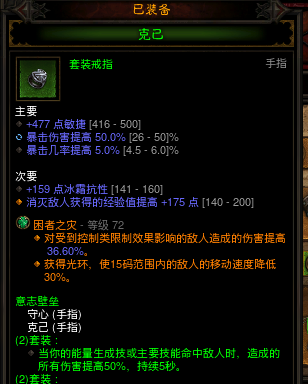 已装备
克己
套装戒指 手指
主要
+477 点敏捷 [416 - 500]
暴击伤害提高 50.0% [26 - 50]%
暴击几率提高 5.0% [4.5 - 6.0]%
次要
+159 点冰霜抗性 [141 - 160]
消灭敌人获得的经验值提高 +175 点 [140 - 200]
困者之灾 - 等级 72
对受到控制类限制效果影响的敌人造成的伤害提高
36.60%。
获得光环，使15码范围内的敌人的移动速度降低
30%。
意志壁垒
守心 (手指)
克己 (手指)
(2)套装：
当你的能量生成技或主要技能命中敌人时，造成的
所有伤害提高50%，持续5秒。
(2)套装：